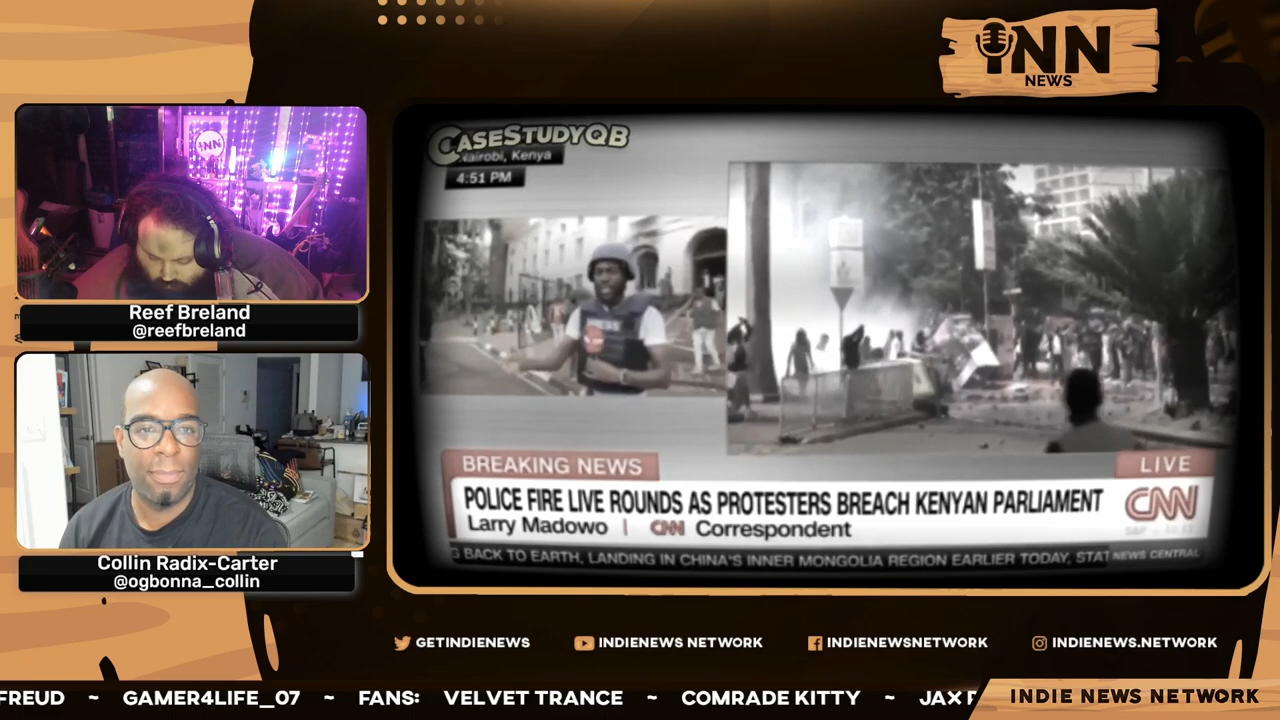 iNN
NEWS
iNN
Reef Breland
@reefbreland
Collin Radix-Carter
@ogbonna_collin
CASESTUDYQB
Nairobi, Kenya
4:51 PM
PRESS
BREAKING NEWS
LIVE
POLICE FIRE LIVE ROUNDS AS PROTESTERS BREACH KENYAN PARLIAMENT
Larry Madowo | CNN Correspondent
CNN
G BACK TO EARTH, LANDING IN CHINA'S INNER MONGOLIA REGION EARLIER TODAY, STAT
NEWS CENTRAL
GETINDIENEWS
INDIENEWS NETWORK
INDIENEWSNETWORK
INDIENEWS.NETWORK
FREUD ~ GAMER4LIFE_07 ~ FANS: VELVET TRANCE ~ COMRADE KITTY ~ JAX
INDIE NEWS NETWORK